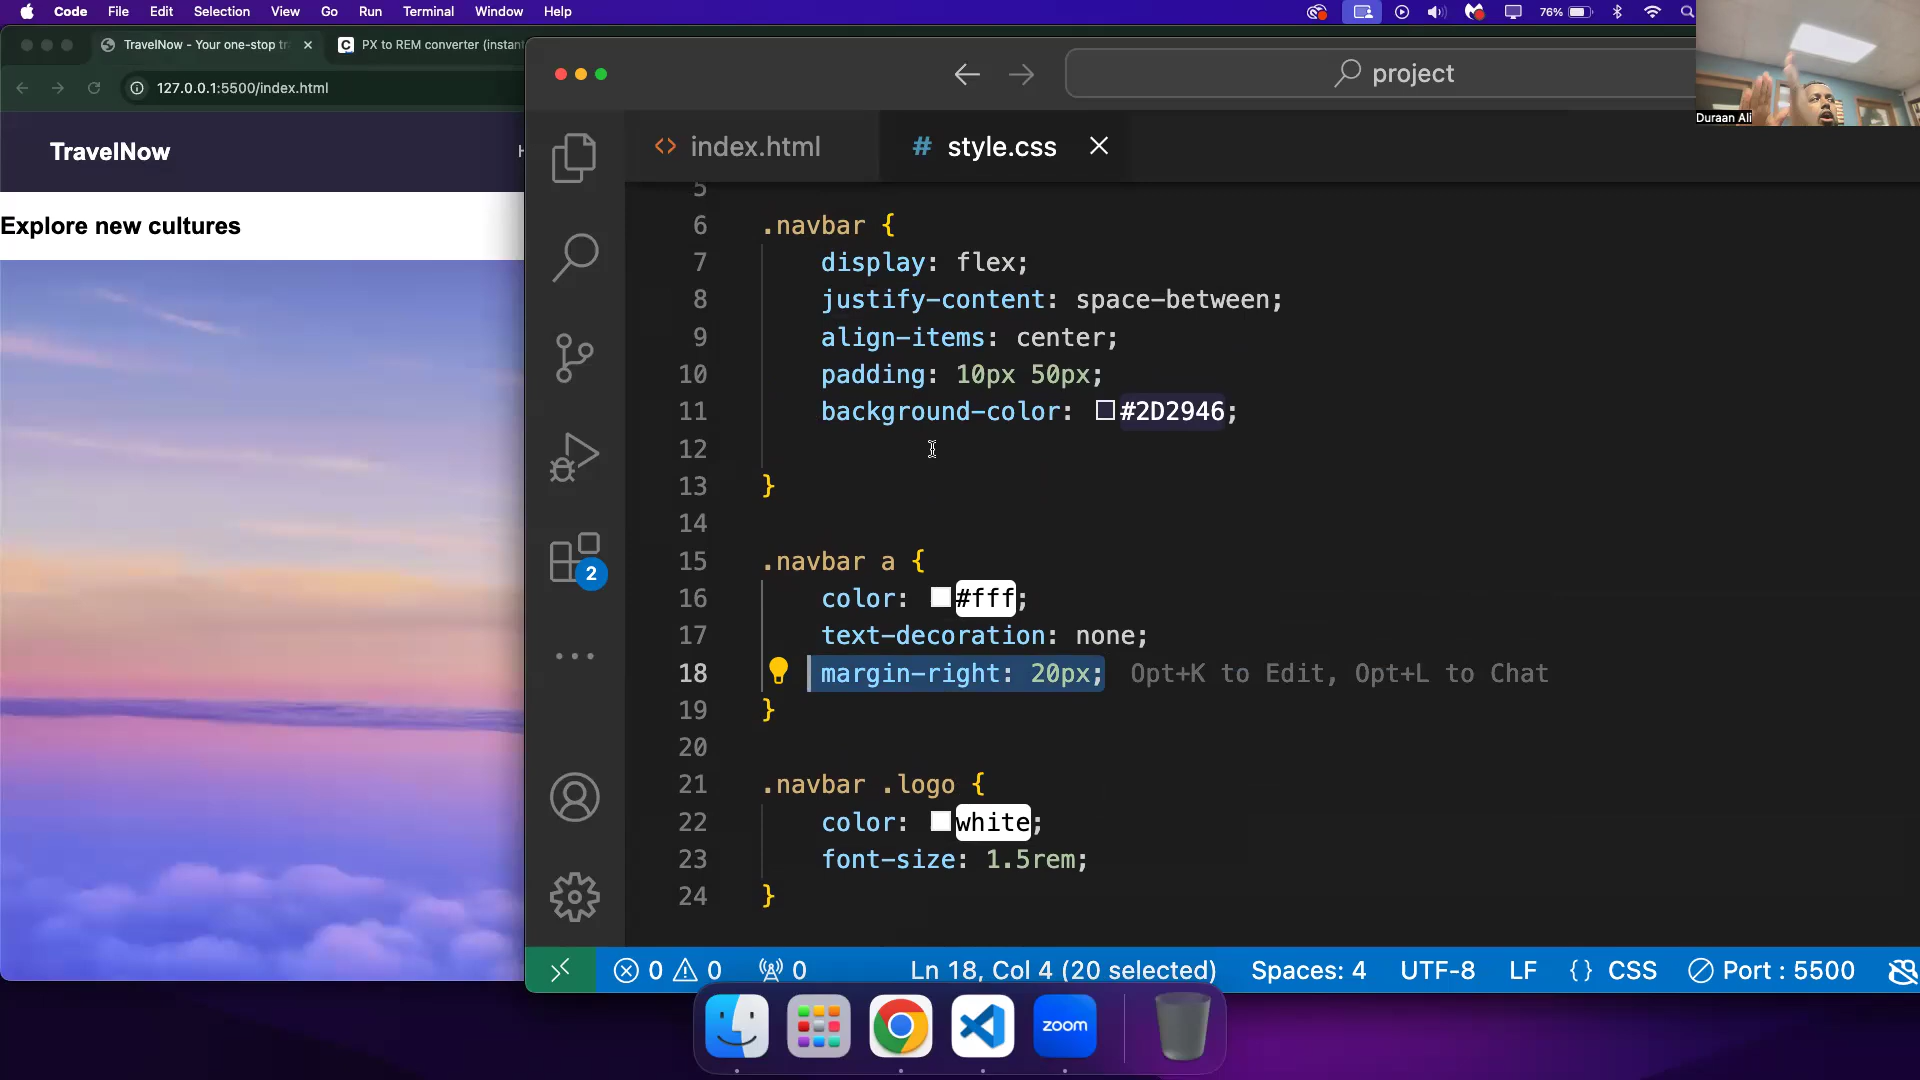 Code File Edit Selection View Go Run Terminal Window Help
76%
TravelNow - Your one-stop tr
PX to REM converter (instant
127.0.0.1:5500/index.html
TravelNow
H
Explore new cultures
project
Duraan Ali
index.html
# style.css
5
6 .navbar {
7 display: flex;
8 justify-content: space-between;
9 align-items: center;
10 padding: 10px 50px;
11 background-color: #2D2946;
12
13 }
14
15 .navbar a {
16 color: #fff;
17 text-decoration: none;
18 margin-right: 20px; Opt+K to Edit, Opt+L to Chat
19 }
20
21 .navbar .logo {
22 color: white;
23 font-size: 1.5rem;
24 }
2
0 0 0 Ln 18, Col 4 (20 selected) Spaces: 4 UTF-8 LF {} CSS Port : 5500
zoom